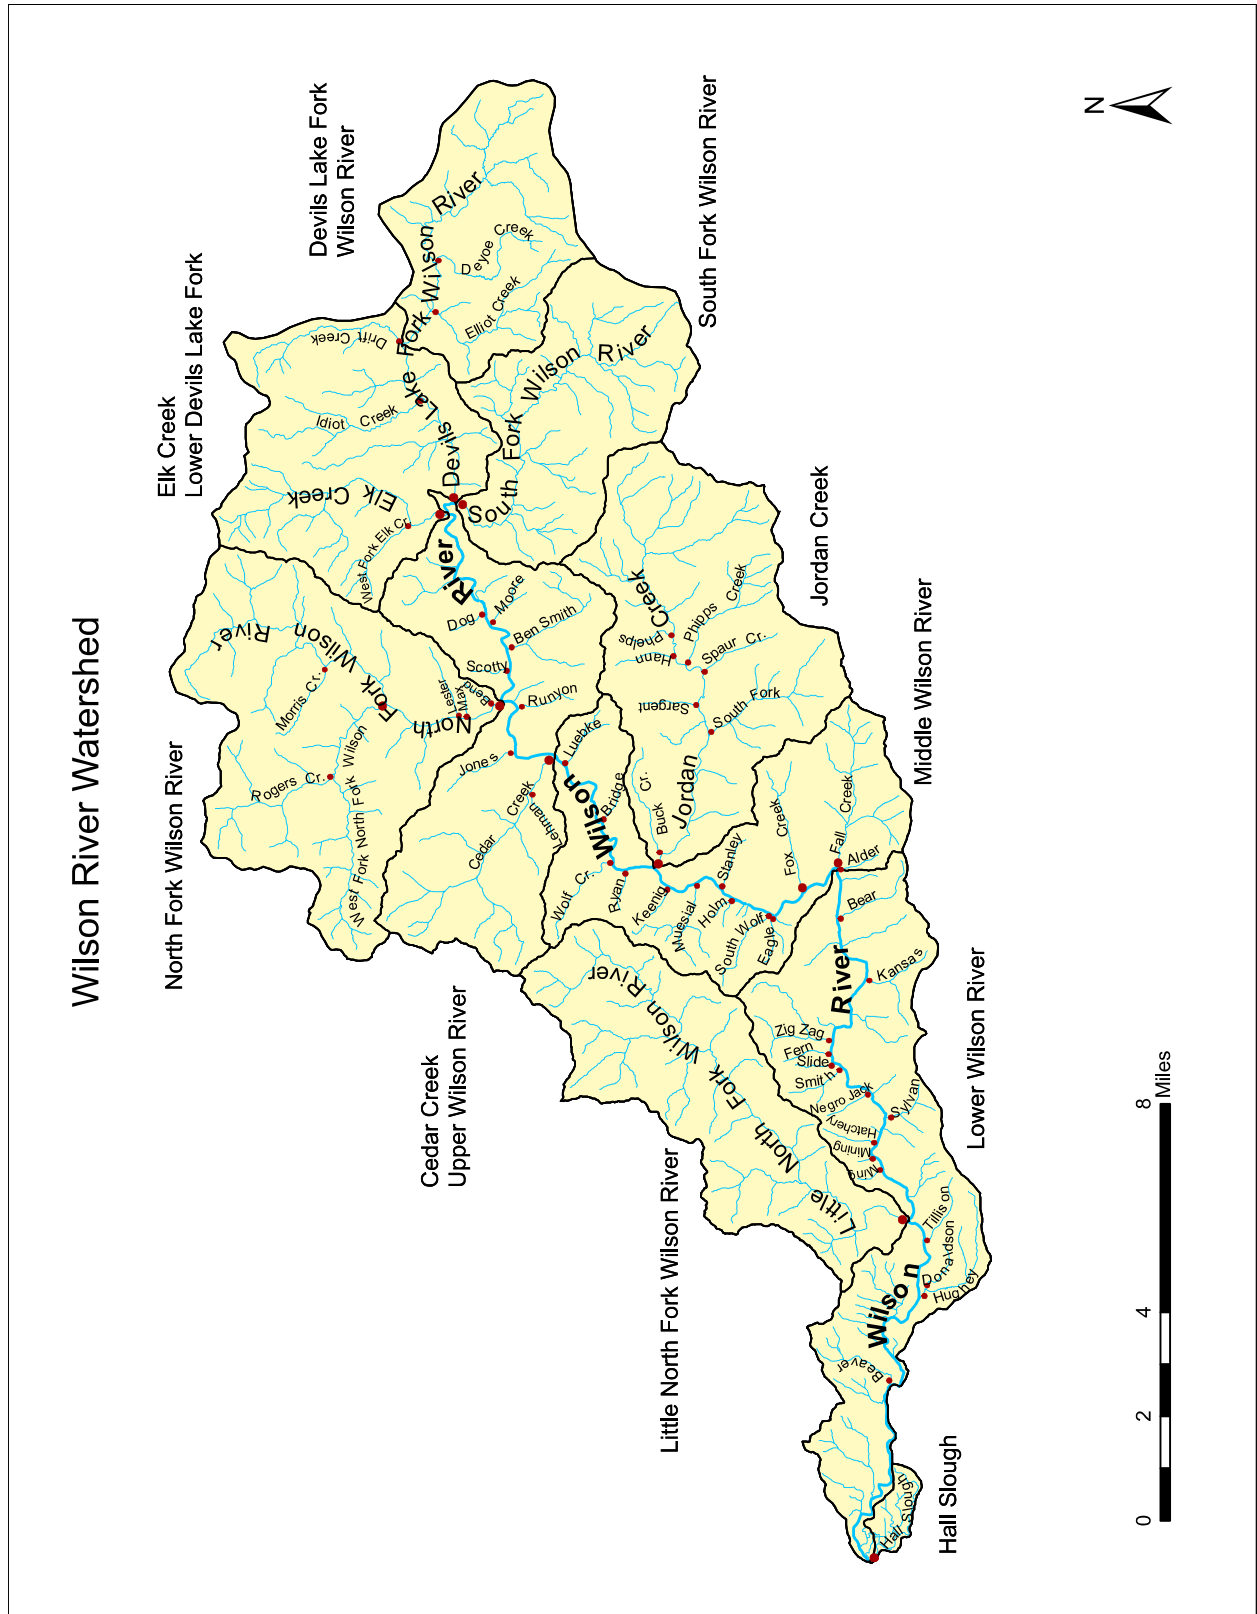 Wilson River Watershed
N
North Fork Wilson River
Elk Creek
Lower Devils Lake Fork
Devils Lake Fork
Wilson River
South Fork Wilson River
Jordan Creek
Middle Wilson River
Lower Wilson River
Cedar Creek
Upper Wilson River
Little North Fork Wilson River
Hall Slough
Devils Lake Fork Wilson River
Deyoe Creek
Elliot Creek
Drift Creek
Idiot Creek
Elk Creek
West Fork Elk Cr.
South Fork Wilson River
North Fork Wilson River
Morris Cr.
Rogers Cr.
West Fork North Fork Wilson
Lester
Max
Bend
Wilson River
Dog
Moore
Ben Smith
Scotty
Runyon
Jones
Luebke
Cedar Creek
Lehman
Bridge
Wolf Cr.
Ryan
Buck Cr.
Jordan Creek
Phelps
Hann
Phipps Creek
Spaur Cr.
Sargent
South Fork
Keenig
Muesial
Stanley
Holm
South Wolf
Eagle
Fox Creek
Fall Creek
Alder
Bear
Kansas
Wilson River
Zig Zag
Fern
Slide
Smith
Negro Jack
Sylvan
Hatchery
Mining
Ming
Little North Fork Wilson River
Tillison
Donaldson
Hughey
Beaver
Hall Slough
0 2 4 8
Miles